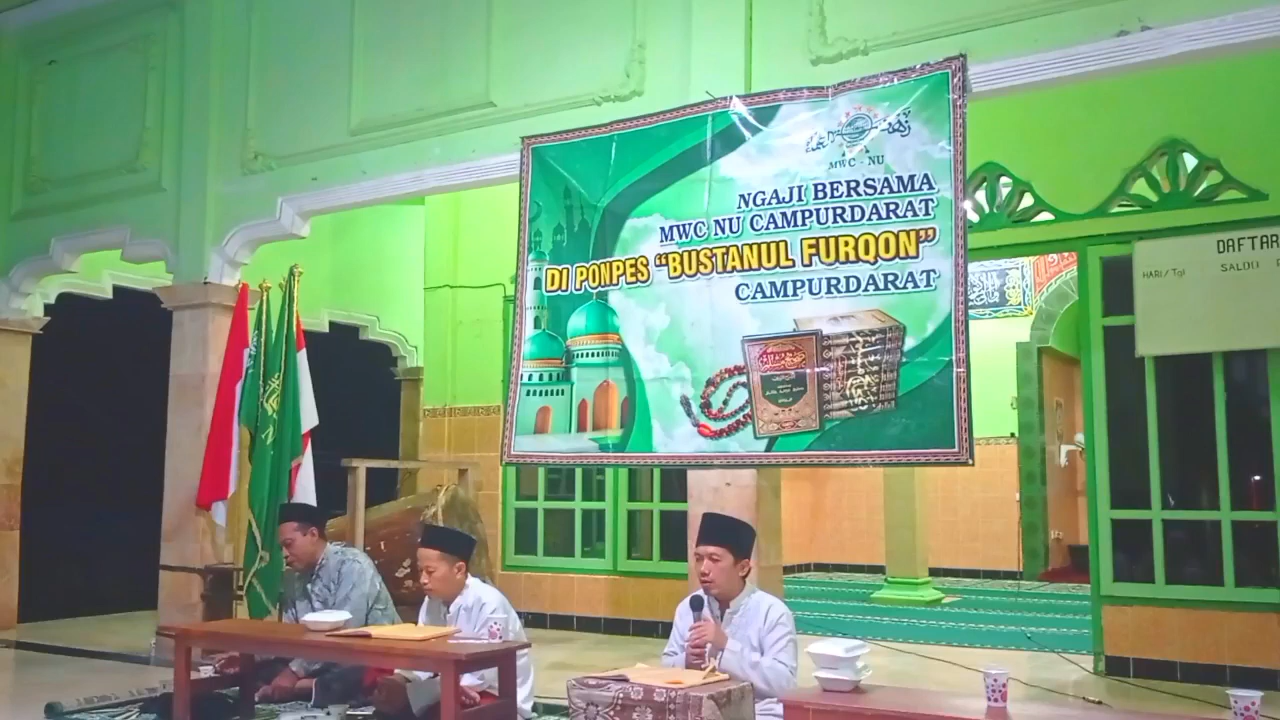 MWC - NU
NGAJI BERSAMA
MWC NU CAMPURDARAT
DI PONPES “BUSTANUL FURQON”
CAMPURDARAT
DAFTAR
HARI/Tgl
SALDO